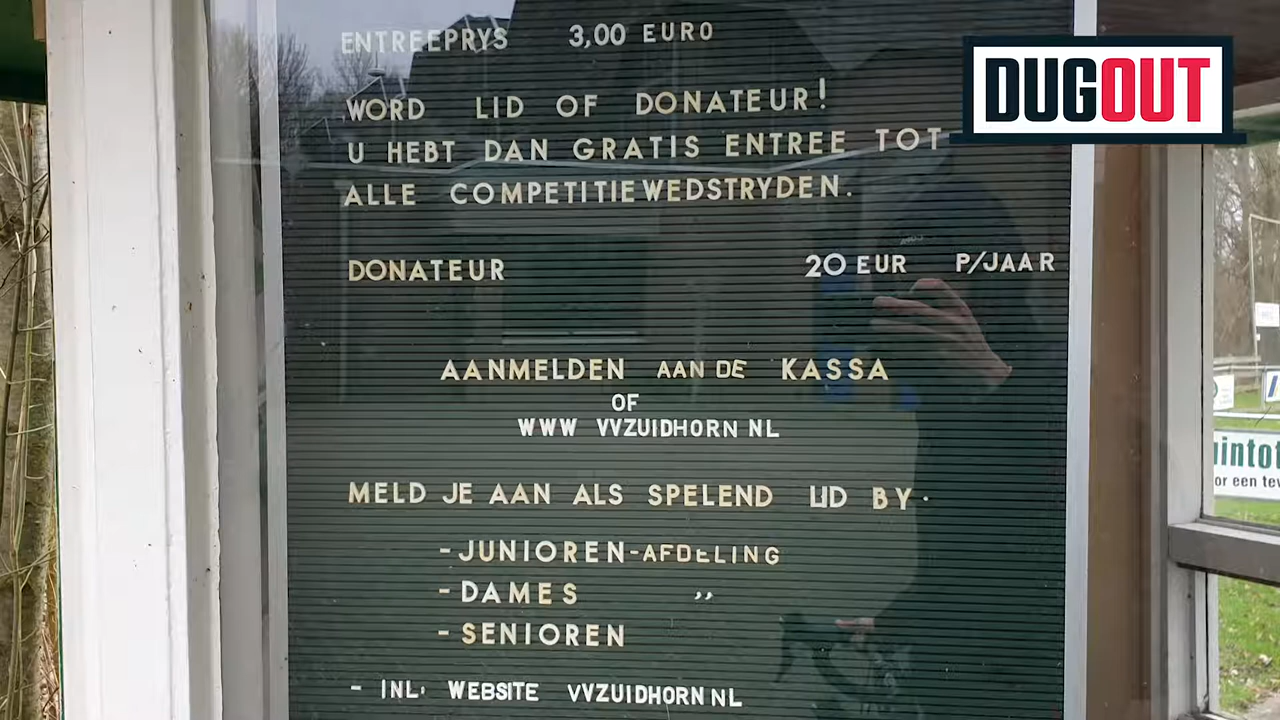 DUGOUT
ENTREEPRYS 3,00 EURO
WORD LID OF DONATEUR!
U HEBT DAN GRATIS ENTREE TOT
ALLE COMPETITIEWEDSTRYDEN.
DONATEUR 20 EUR P/JAAR
AANMELDEN AAN DE KASSA
OF
WWW VVZUIDHORN NL
MELD JE AAN ALS SPELEND LID BY.
-JUNIOREN-AFDELING
-DAMES ,,
-SENIOREN
- INL. WEBSITE VVZUIDHORN NL
or een